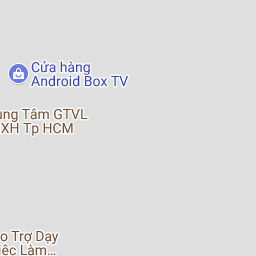 Cửa hàng
Android Box TV
ung Tâm GTVL
XH Tp HCM
o Trợ Dạy
iệc Làm...